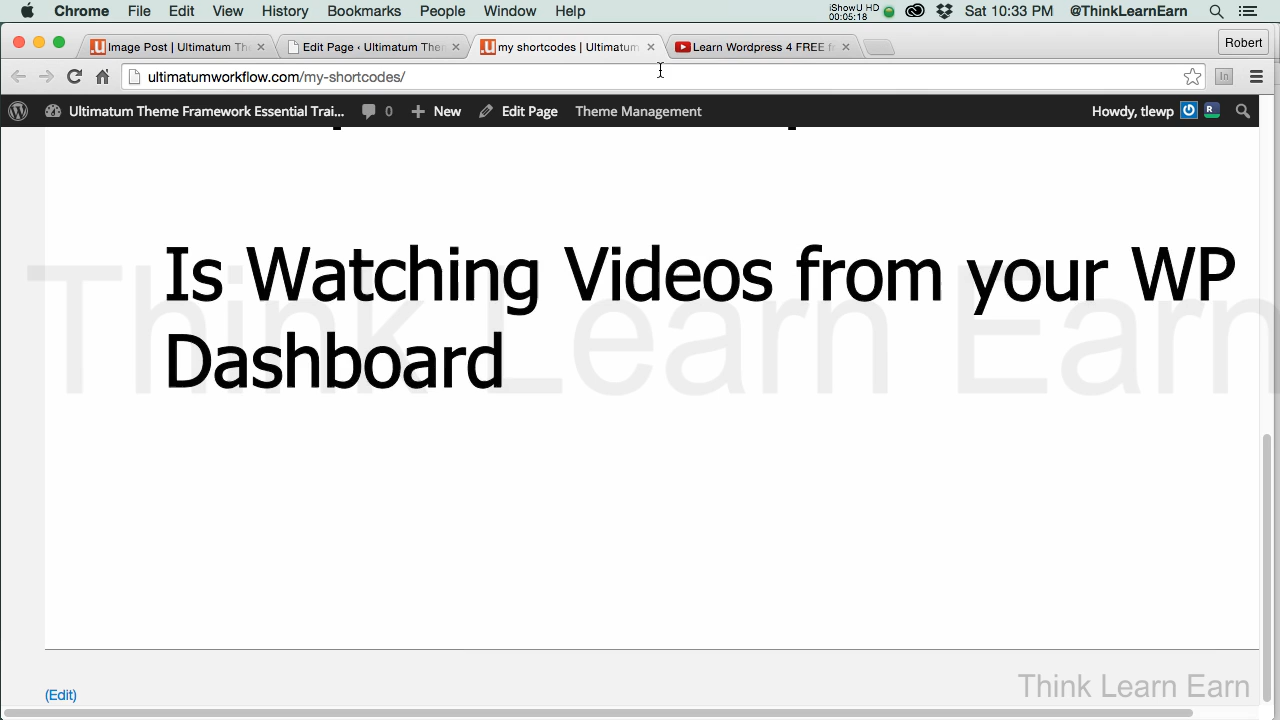 Chrome File Edit View History Bookmarks People Window Help iShowU HD 00:05:18 Sat 10:33 PM @ThinkLearnEarn
Image Post | Ultimatum The Edit Page ‹ Ultimatum Them my shortcodes | Ultimatum Learn Wordpress 4 FREE fr Robert
ultimatumworkflow.com/my-shortcodes/ In
Ultimatum Theme Framework Essential Trai... 0 New Edit Page Theme Management Howdy, tlewp
Is Watching Videos from your WP
Dashboard
Think Learn Earn
(Edit)
Think Learn Earn